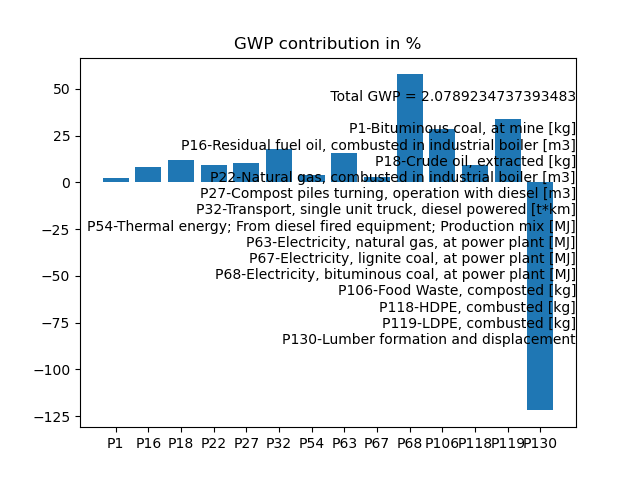 GWP contribution in %
50
25
0
−25
−50
−75
−100
−125
Total GWP = 2.0789234737393483
P1-Bituminous coal, at mine [kg]
P16-Residual fuel oil, combusted in industrial boiler [m3]
P18-Crude oil, extracted [kg]
P22-Natural gas, combusted in industrial boiler [m3]
P27-Compost piles turning, operation with diesel [m3]
P32-Transport, single unit truck, diesel powered [t*km]
P54-Thermal energy; From diesel fired equipment; Production mix [MJ]
P63-Electricity, natural gas, at power plant [MJ]
P67-Electricity, lignite coal, at power plant [MJ]
P68-Electricity, bituminous coal, at power plant [MJ]
P106-Food Waste, composted [kg]
P118-HDPE, combusted [kg]
P119-LDPE, combusted [kg]
P130-Lumber formation and displacement
P1 P16 P18 P22 P27 P32 P54 P63 P67 P68 P106 P118 P119 P130